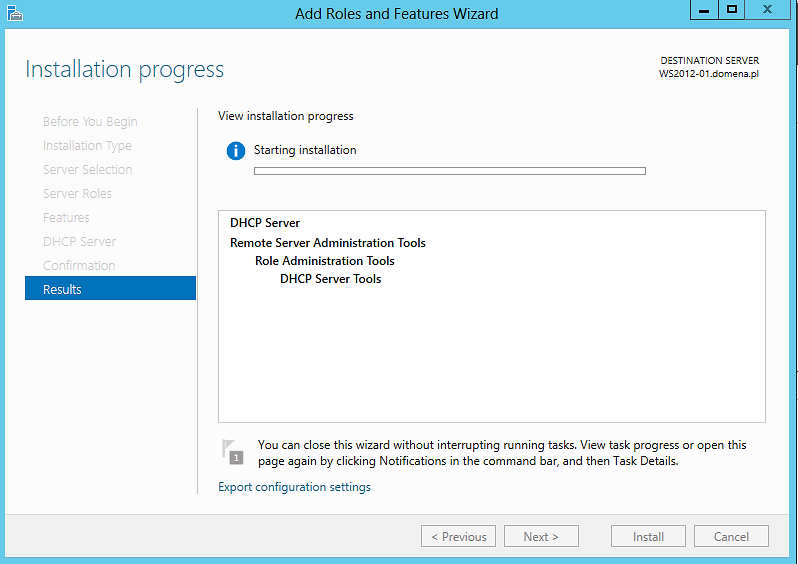 Add Roles and Features Wizard
Installation progress
DESTINATION SERVER
WS2012-01.domena.pl
Before You Begin
Installation Type
Server Selection
Server Roles
Features
DHCP Server
Confirmation
Results
View installation progress
Starting installation
DHCP Server
Remote Server Administration Tools
Role Administration Tools
DHCP Server Tools
1
You can close this wizard without interrupting running tasks. View task progress or open this
page again by clicking Notifications in the command bar, and then Task Details.
Export configuration settings
< Previous
Next >
Install
Cancel